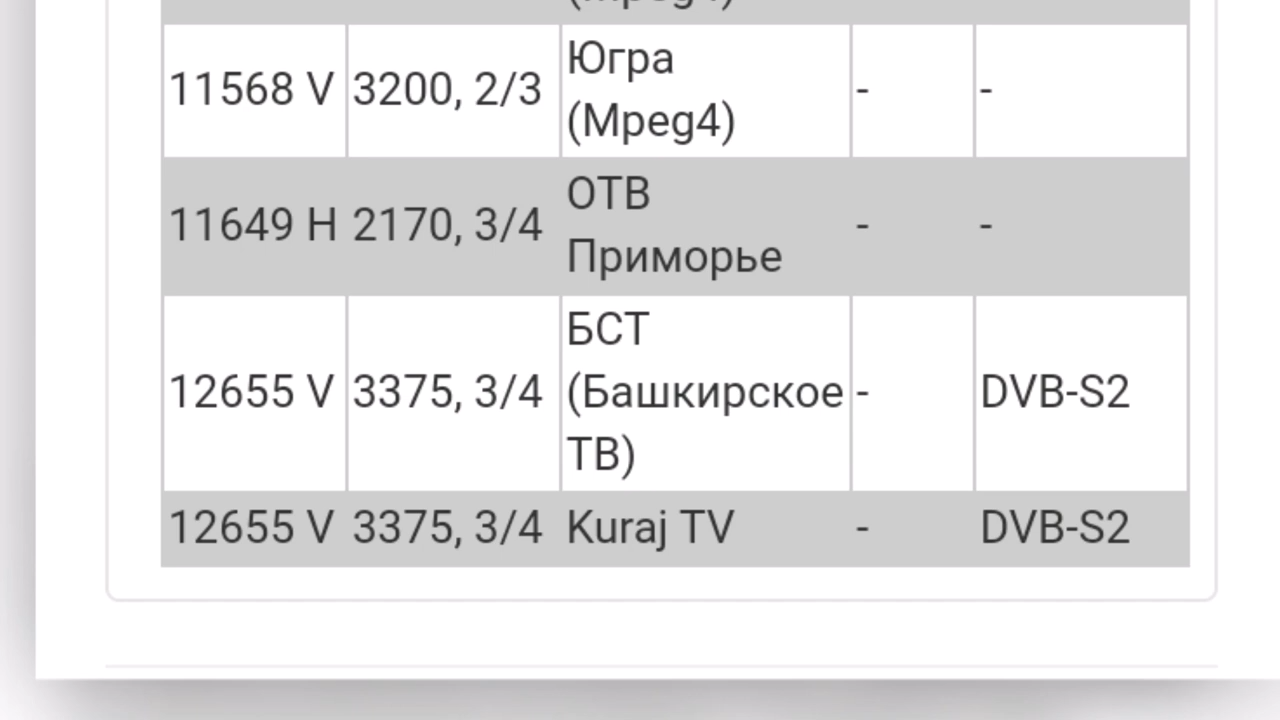 (Mpeg4)
11568 V 3200, 2/3 Югра (Mpeg4) - -
11649 H 2170, 3/4 ОТВ Приморье - -
12655 V 3375, 3/4 БСТ (Башкирское ТВ) - DVB-S2
12655 V 3375, 3/4 Kuraj TV - DVB-S2